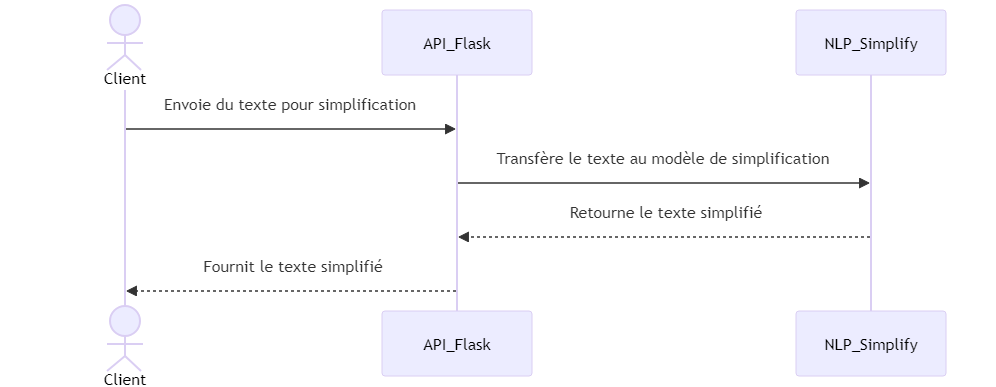 API_Flask
NLP_Simplify
Client
Envoie du texte pour simplification
Transfère le texte au modèle de simplification
Retourne le texte simplifié
Fournit le texte simplifié
API_Flask
NLP_Simplify
Client